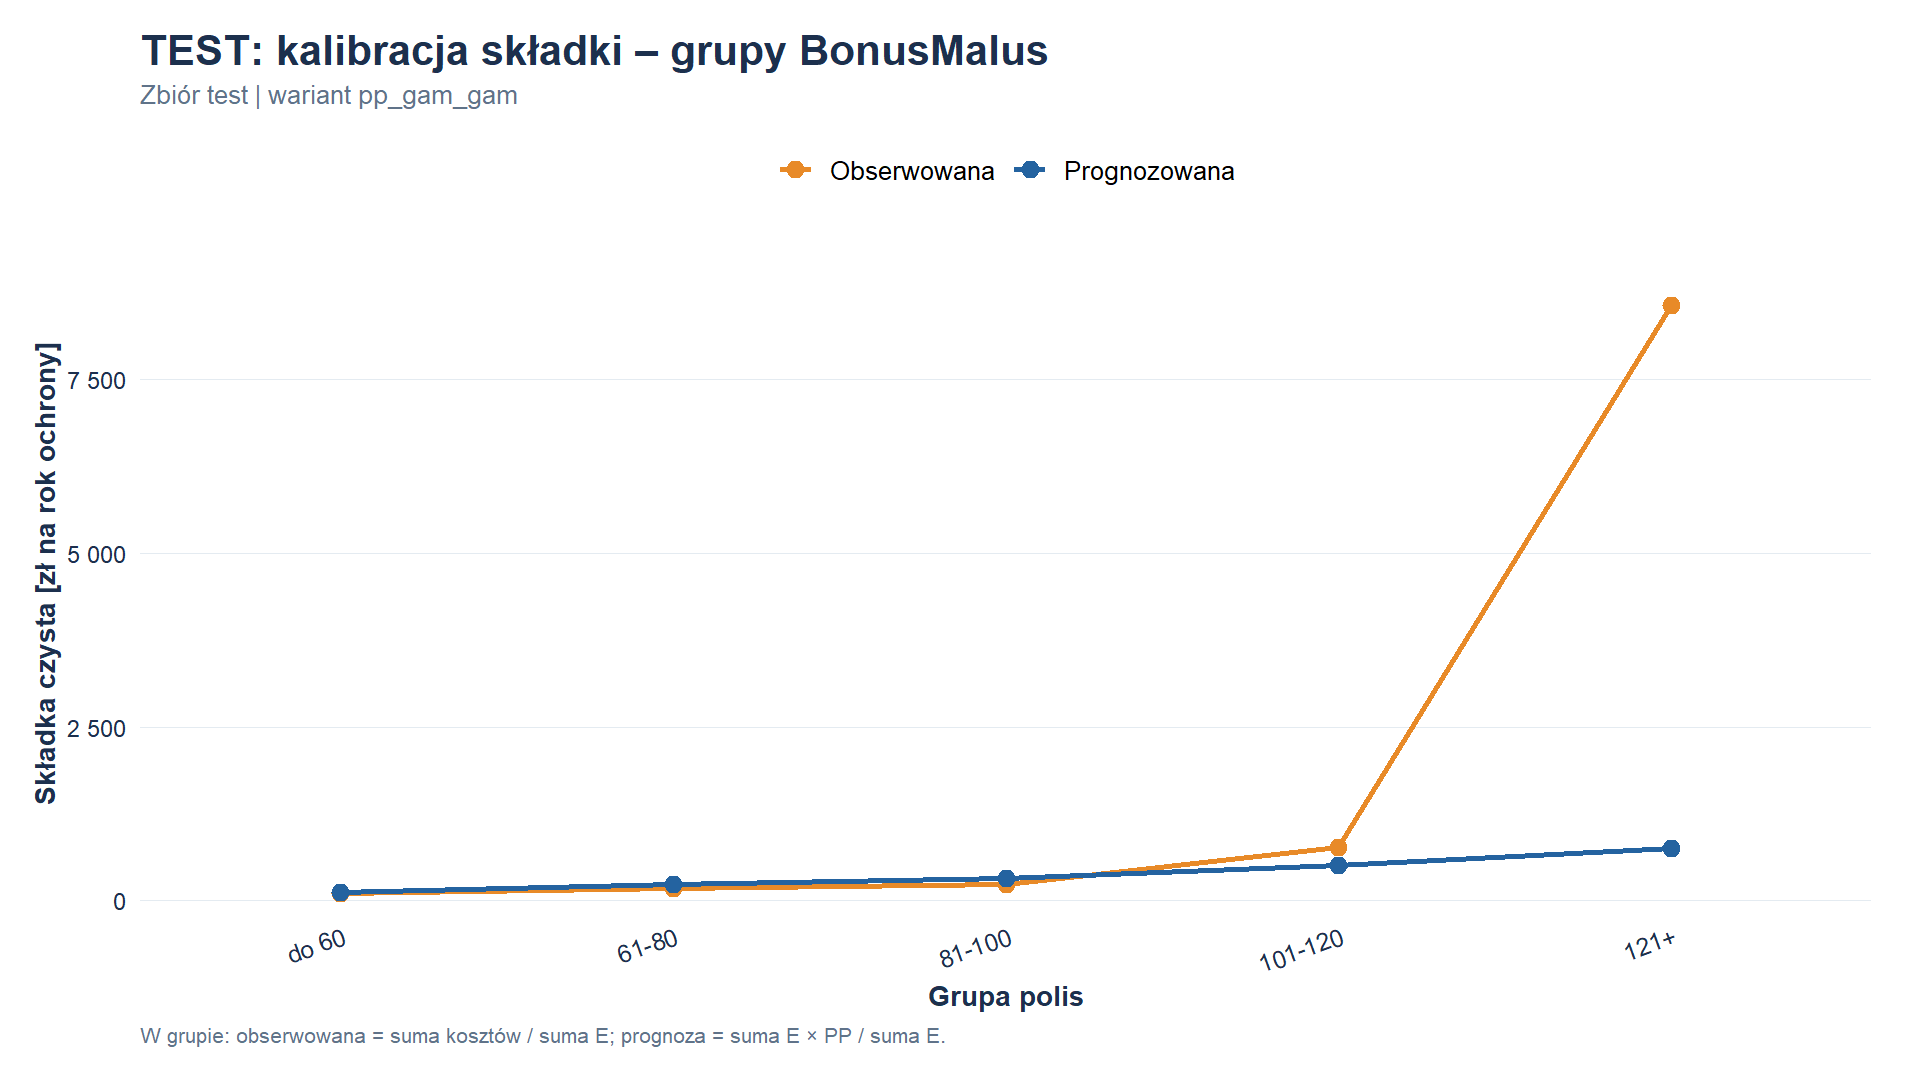 TEST: kalibracja składki – grupy BonusMalus
Zbiór test | wariant pp_gam_gam
Obserwowana
Prognozowana
Składka czysta [zł na rok ochrony]
7 500
5 000
2 500
0
do 60
61-80
81-100
101-120
121+
Grupa polis
W grupie: obserwowana = suma kosztów / suma E; prognoza = suma E × PP / suma E.